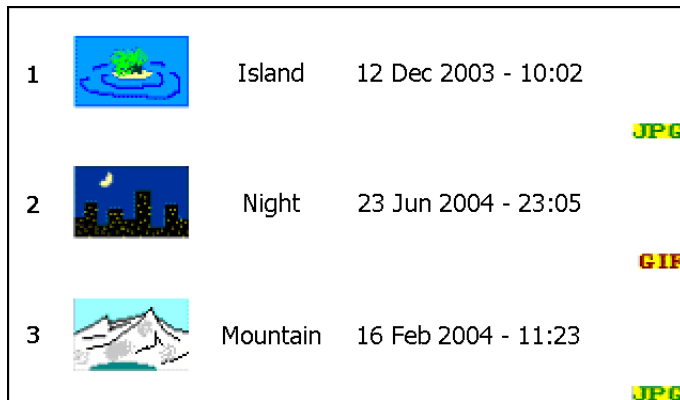 1 Island 12 Dec 2003 - 10:02
JPG
2 Night 23 Jun 2004 - 23:05
GIF
3 Mountain 16 Feb 2004 - 11:23
JPG